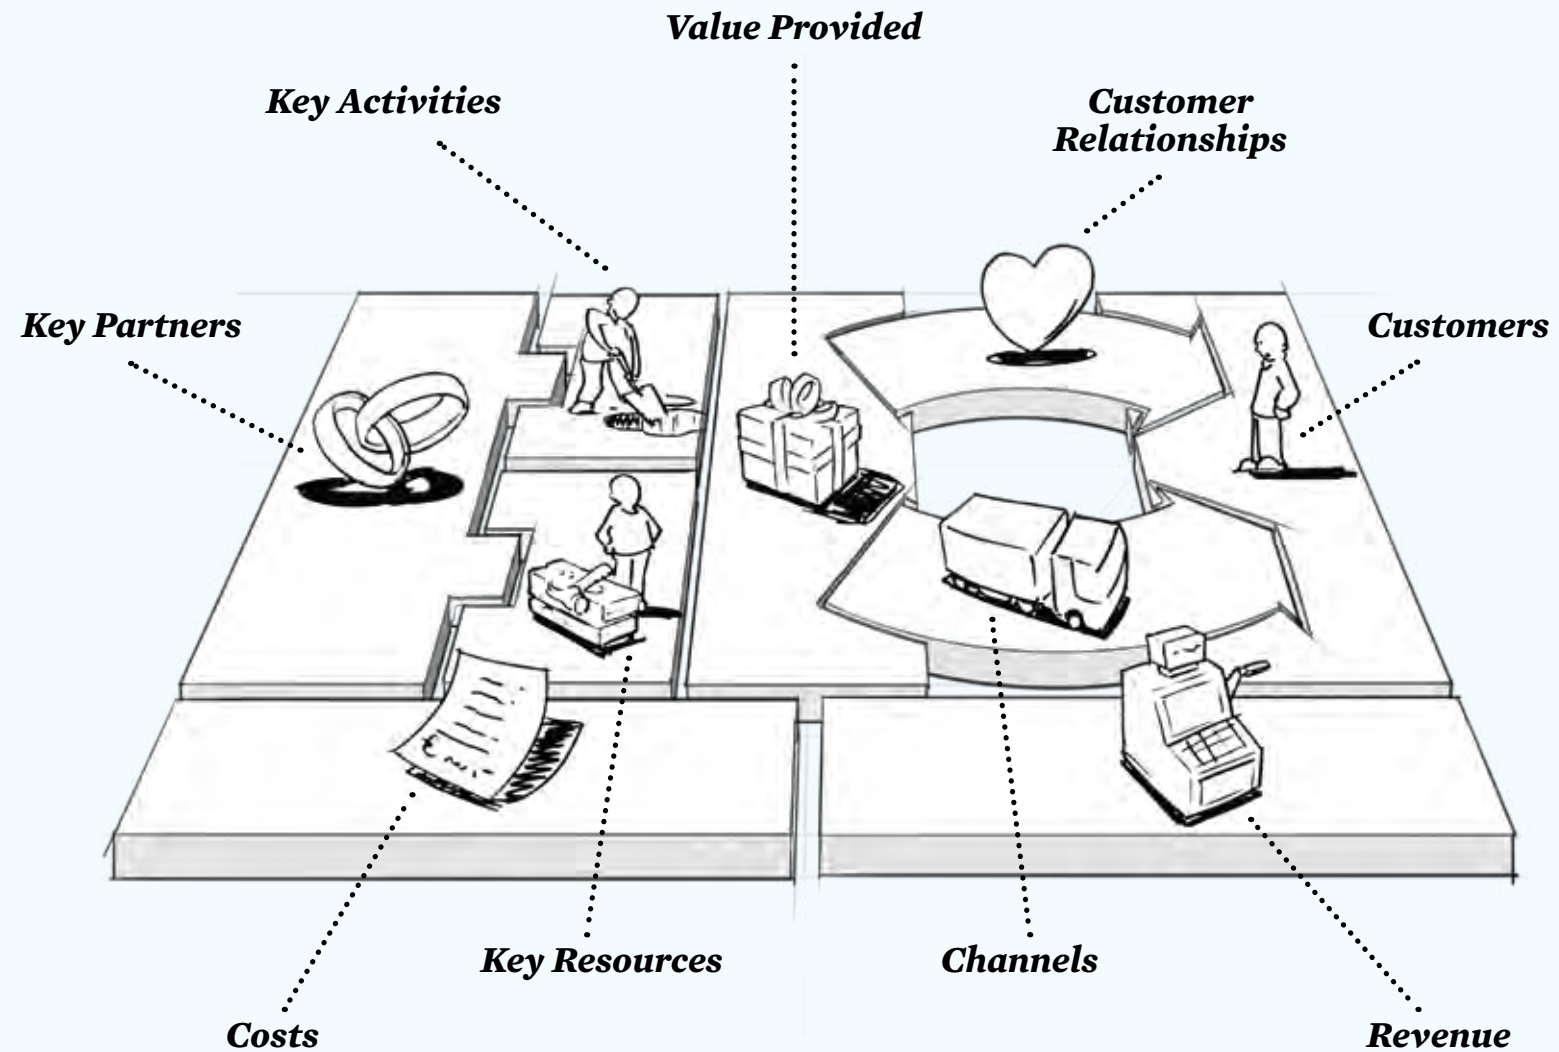 Value Provided
Key Activities
Customer
Relationships
Key Partners
Customers
Key Resources
Channels
Costs
Revenue